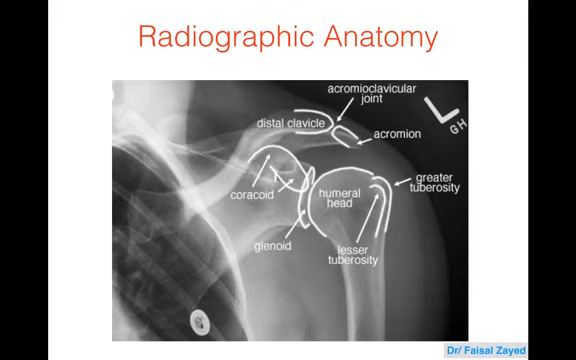 Radiographic Anatomy
acromioclavicular
joint
distal clavicle
acromion
L
GH
greater
tuberosity
coracoid
humeral
head
glenoid
lesser
tuberosity
Dr/ Faisal Zayed